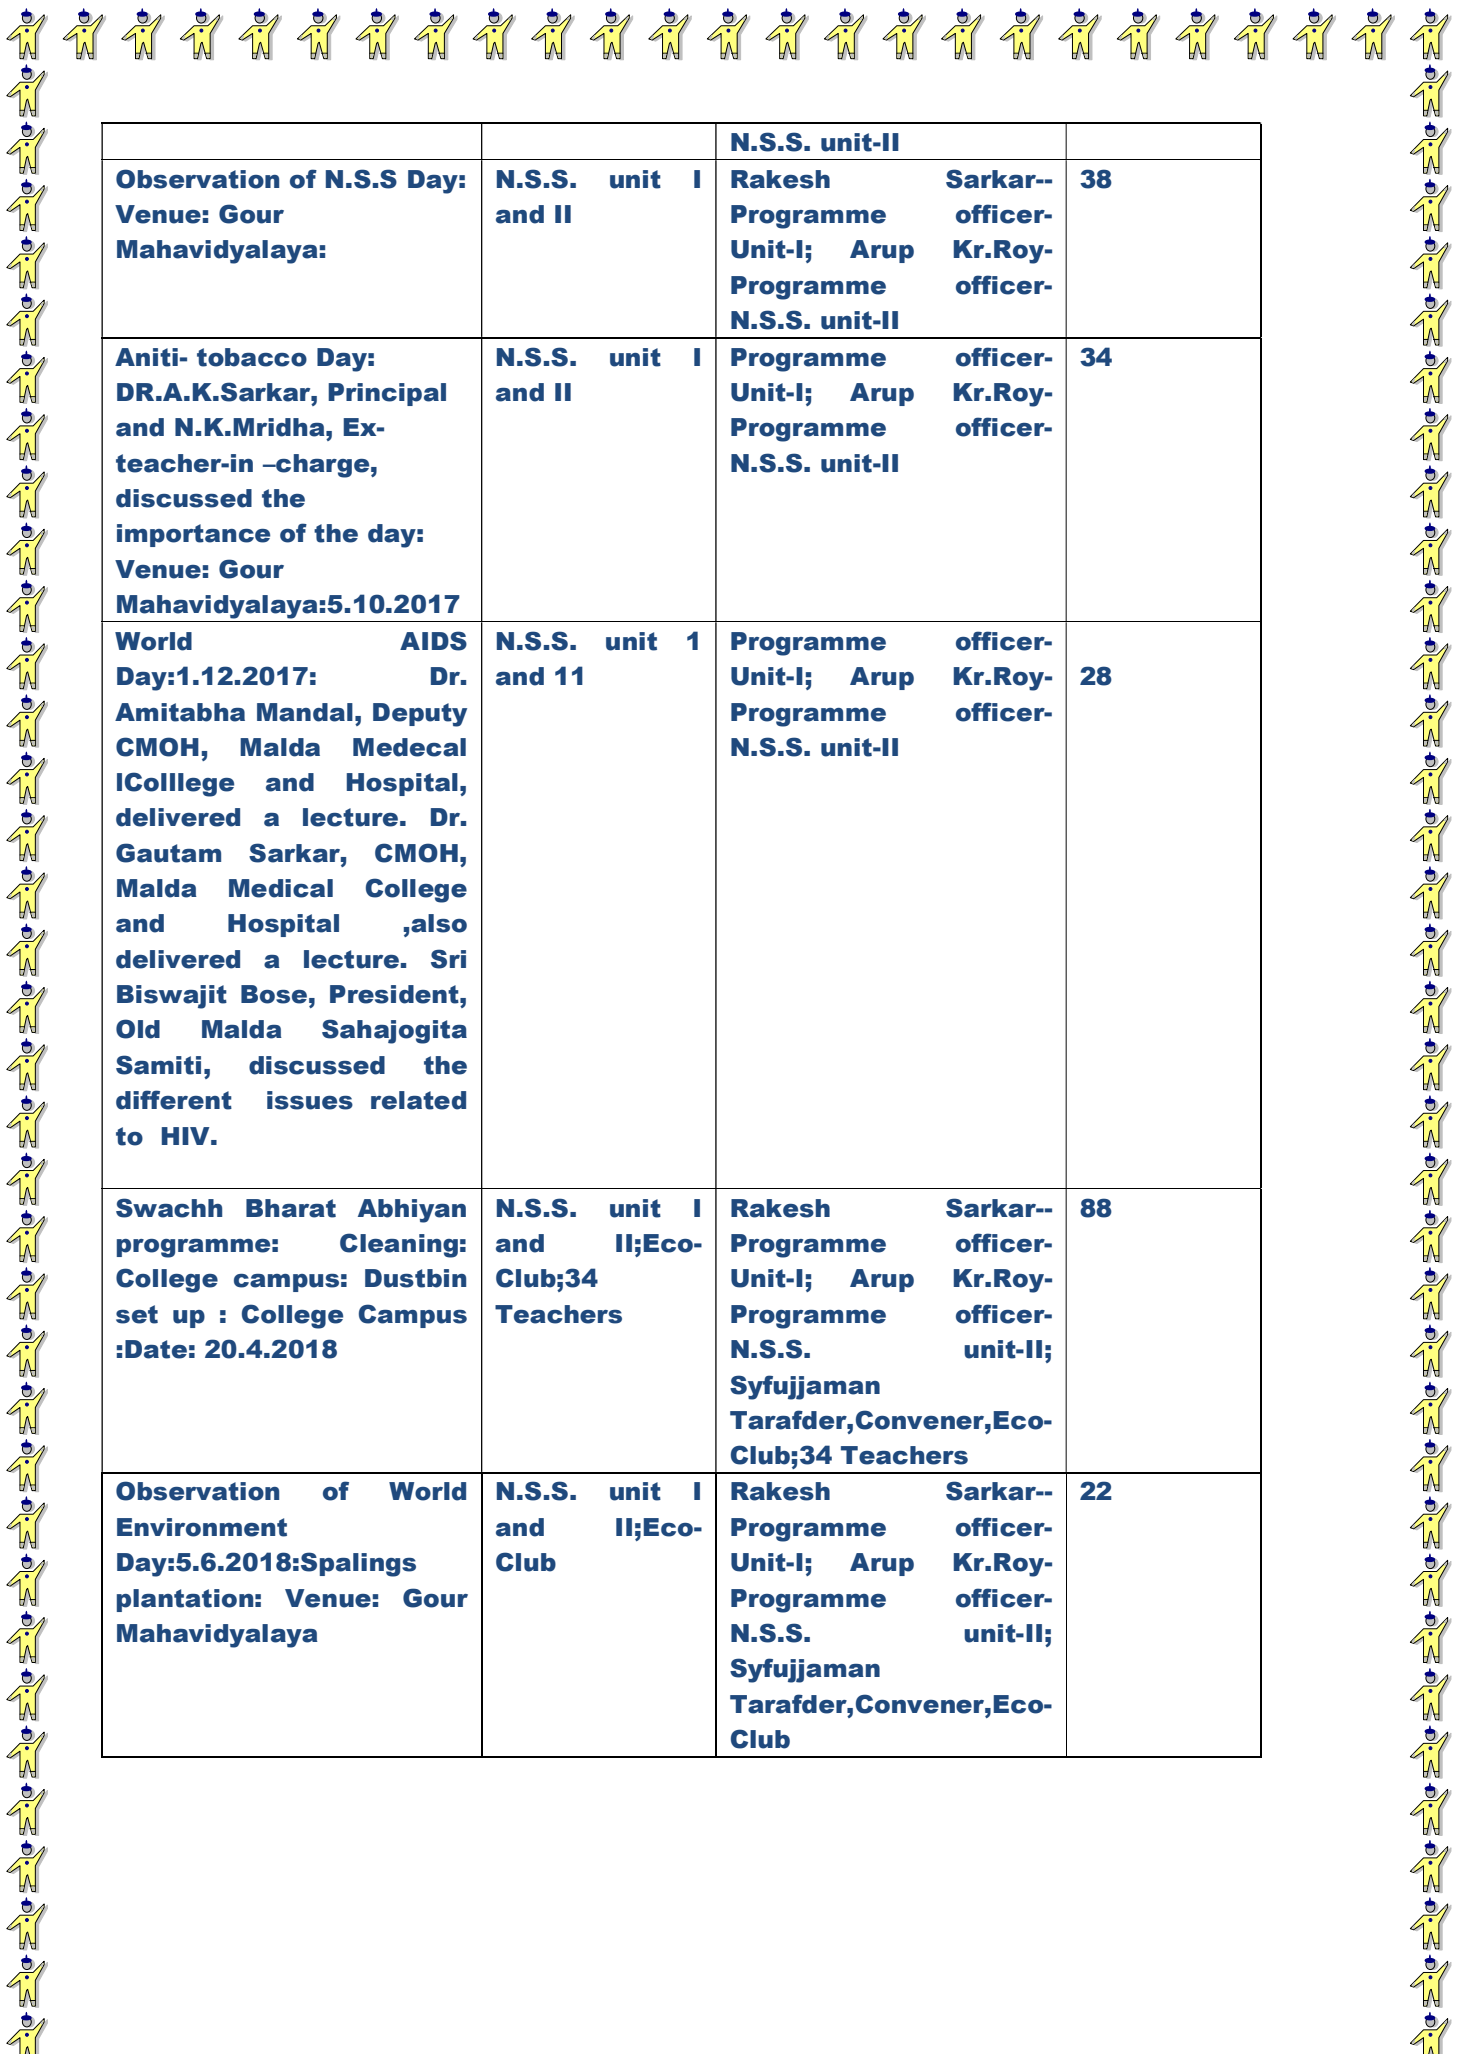 N.S.S. unit-II
Observation of N.S.S Day:
Venue: Gour
Mahavidyalaya:
N.S.S. unit I
and II
Rakesh Sarkar--
Programme officer-
Unit-I; Arup Kr.Roy-
Programme officer-
N.S.S. unit-II
38
Aniti- tobacco Day:
DR.A.K.Sarkar, Principal
and N.K.Mridha, Ex-
teacher-in –charge,
discussed the
importance of the day:
Venue: Gour
Mahavidyalaya:5.10.2017
N.S.S. unit I
and II
Programme officer-
Unit-I; Arup Kr.Roy-
Programme officer-
N.S.S. unit-II
34
World AIDS
Day:1.12.2017: Dr.
Amitabha Mandal, Deputy
CMOH, Malda Medecal
lColllege and Hospital,
delivered a lecture. Dr.
Gautam Sarkar, CMOH,
Malda Medical College
and Hospital ,also
delivered a lecture. Sri
Biswajit Bose, President,
Old Malda Sahajogita
Samiti, discussed the
different issues related
to HIV.
N.S.S. unit 1
and 11
Programme officer-
Unit-I; Arup Kr.Roy-
Programme officer-
N.S.S. unit-II
28
Swachh Bharat Abhiyan
programme: Cleaning:
College campus: Dustbin
set up : College Campus
:Date: 20.4.2018
N.S.S. unit I
and II;Eco-
Club;34
Teachers
Rakesh Sarkar--
Programme officer-
Unit-I; Arup Kr.Roy-
Programme officer-
N.S.S. unit-II;
Syfujjaman
Tarafder,Convener,Eco-
Club;34 Teachers
88
Observation of World
Environment
Day:5.6.2018:Spalings
plantation: Venue: Gour
Mahavidyalaya
N.S.S. unit I
and II;Eco-
Club
Rakesh Sarkar--
Programme officer-
Unit-I; Arup Kr.Roy-
Programme officer-
N.S.S. unit-II;
Syfujjaman
Tarafder,Convener,Eco-
Club
22